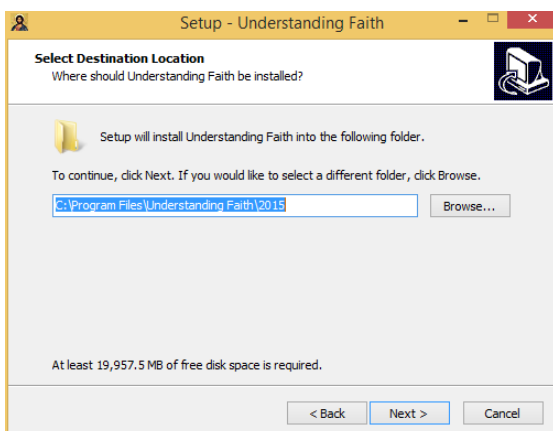 Setup - Understanding Faith
Select Destination Location
Where should Understanding Faith be installed?
Setup will install Understanding Faith into the following folder.
To continue, click Next. If you would like to select a different folder, click Browse.
C:\Program Files\Understanding Faith\2015
Browse...
At least 19,957.5 MB of free disk space is required.
< Back Next > Cancel